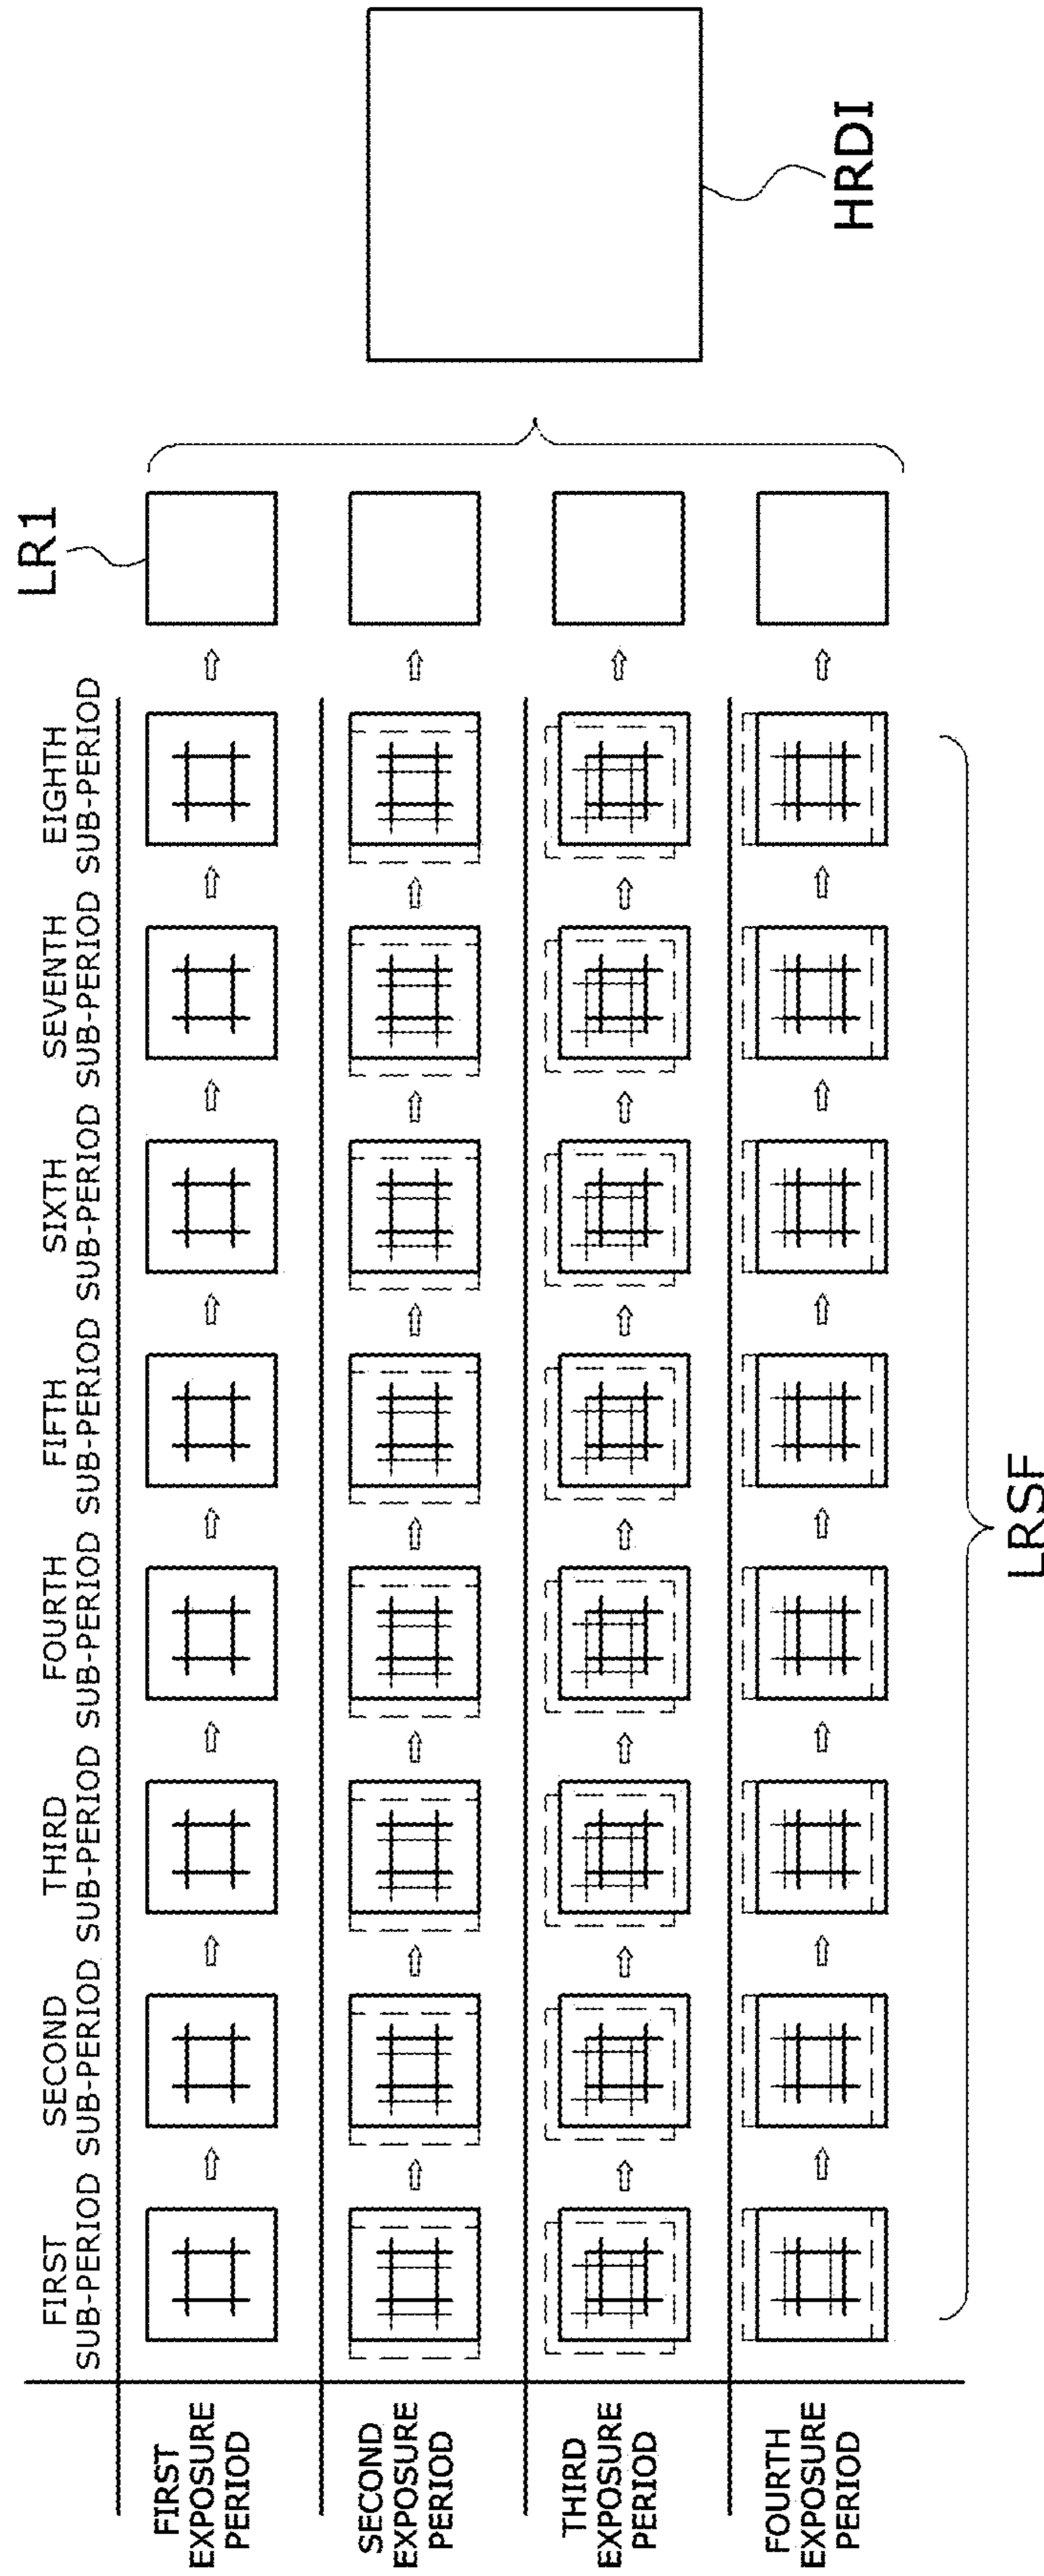 FIRST
SUB-PERIOD
SECOND
SUB-PERIOD
THIRD
SUB-PERIOD
FOURTH
SUB-PERIOD
FIFTH
SUB-PERIOD
SIXTH
SUB-PERIOD
SEVENTH
SUB-PERIOD
EIGHTH
SUB-PERIOD
LR1
FIRST
EXPOSURE
PERIOD
SECOND
EXPOSURE
PERIOD
THIRD
EXPOSURE
PERIOD
FOURTH
EXPOSURE
PERIOD
HRDI
LRSF